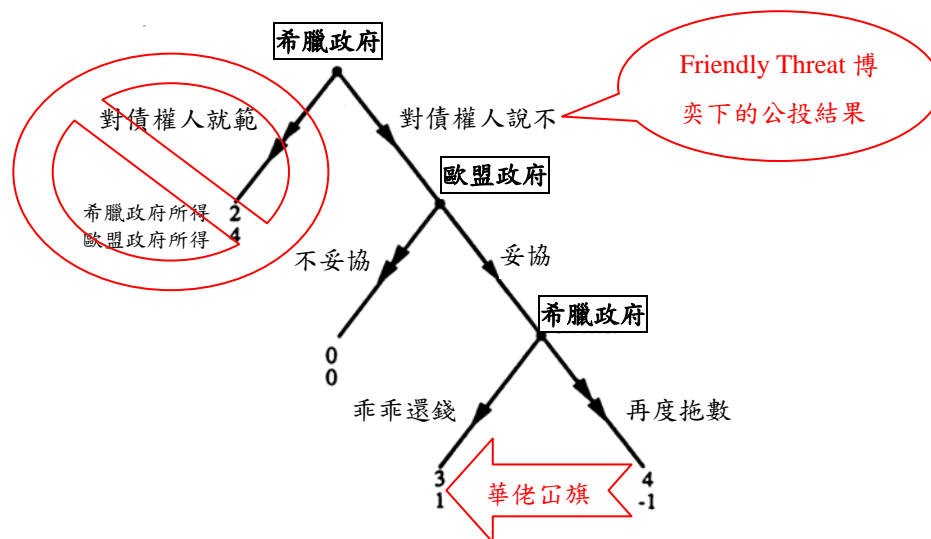 希臘政府
Friendly Threat 博
奕下的公投結果
對債權人就範
對債權人說不
歐盟政府
2
希臘政府所得
4
歐盟政府所得
不妥協
妥協
希臘政府
0
0
乖乖還錢
再度拖數
3
4
華佬冚旗
1
-1